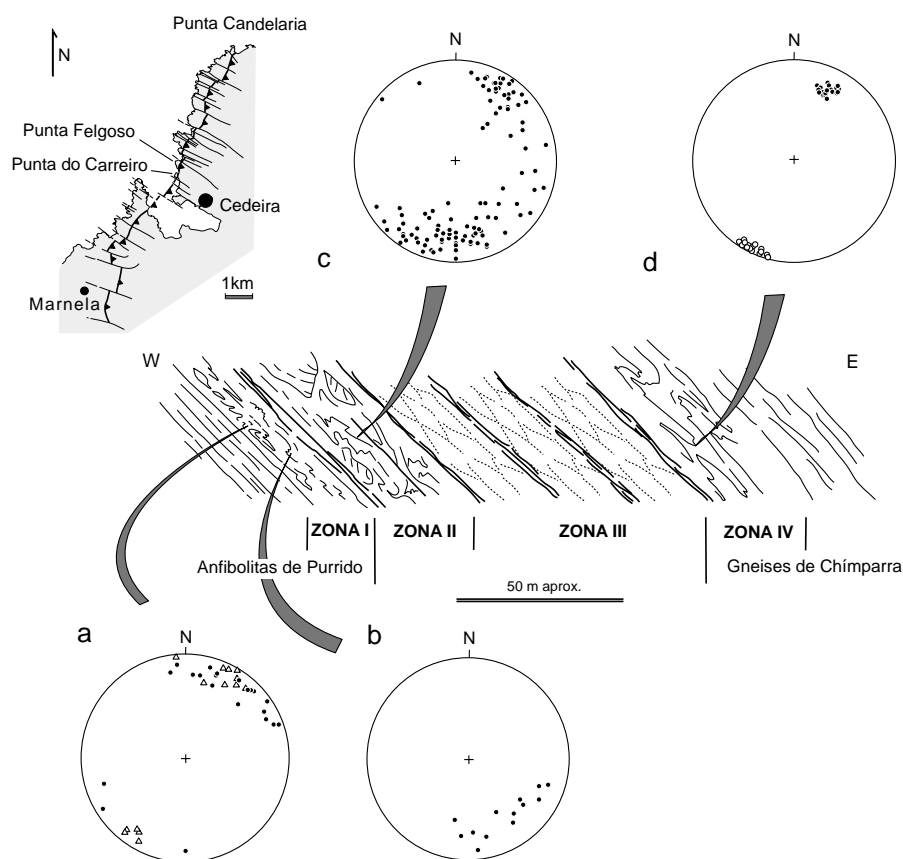 Punta Candelaria
N
Punta Felgoso
Punta do Carreiro
Cedeira
1km
Marnela
N
c
N
d
W
E
ZONA I
ZONA II
ZONA III
ZONA IV
Anfibolitas de Purrido
Gneises de Chímparra
50 m aprox.
a
N
b
N